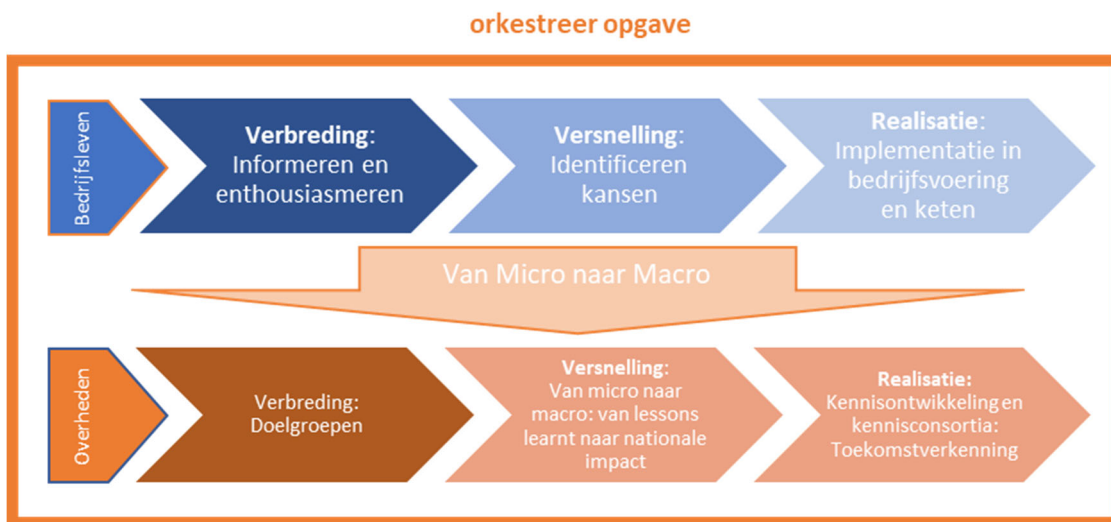 orkestreer opgave
Bedrijfsleven
Verbreding:
Informeren en
enthousiasmeren
Versnelling:
Identificeren
kansen
Realisatie:
Implementatie in
bedrijfsvoering
en keten
Van Micro naar Macro
Overheden
Verbreding:
Doelgroepen
Versnelling:
Van micro naar
macro: van lessons
learnt naar nationale
impact
Realisatie:
Kennisontwikkeling en
kennisconsortia:
Toekomstverkenning